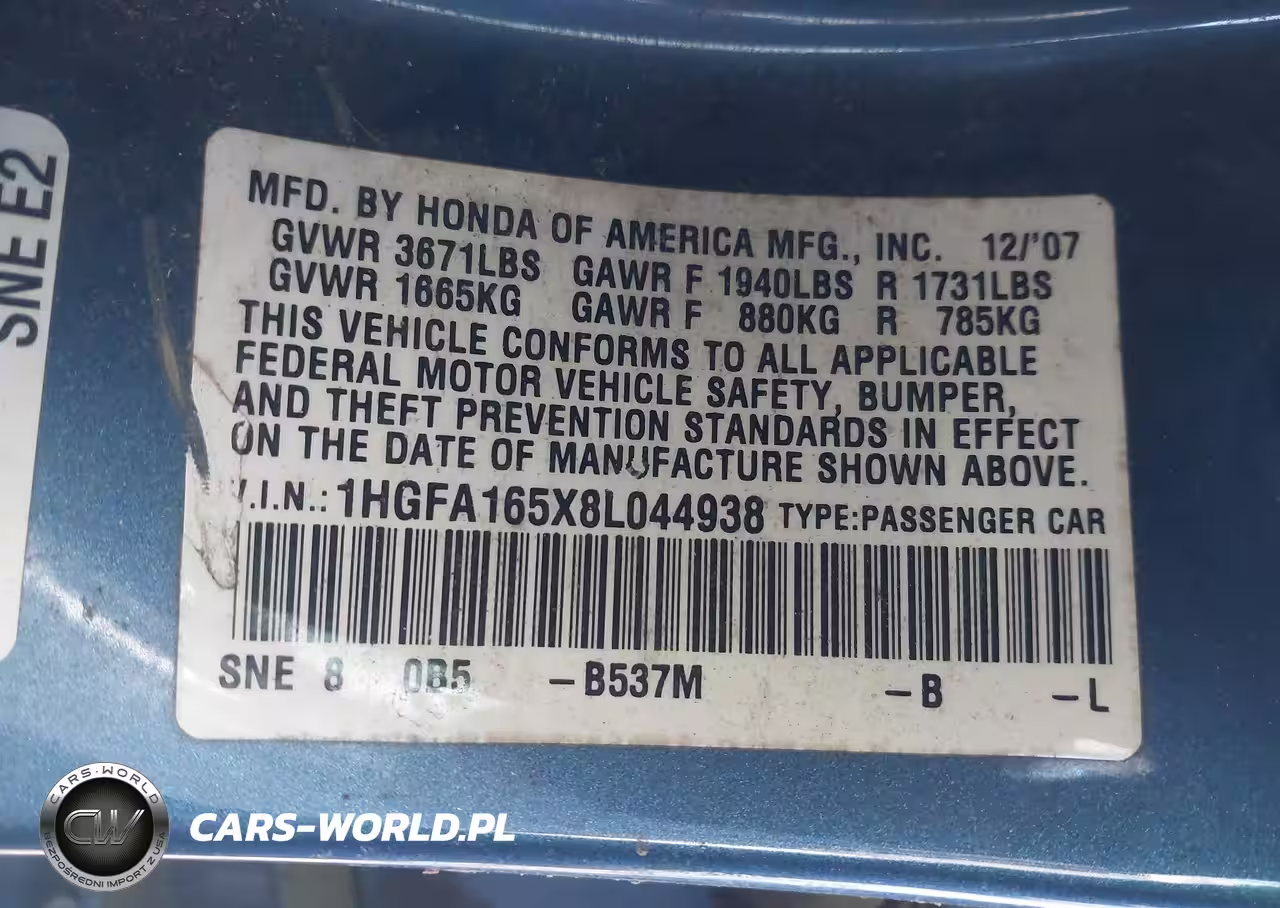 SNE E2
MFD. BY HONDA OF AMERICA MFG., INC. 12/'07
GVWR 3671LBS GAWR F 1940LBS R 1731LBS
GVWR 1665KG GAWR F 880KG R 785KG
THIS VEHICLE CONFORMS TO ALL APPLICABLE
FEDERAL MOTOR VEHICLE SAFETY, BUMPER,
AND THEFT PREVENTION STANDARDS IN EFFECT
ON THE DATE OF MANUFACTURE SHOWN ABOVE.
V.I.N.: 1HGFA165X8L044938 TYPE:PASSENGER CAR
SNE 8 0B5 -B537M -B -L
CARS-WORLD
CW
BEZPOŚREDNI IMPORT Z USA
CARS-WORLD.PL